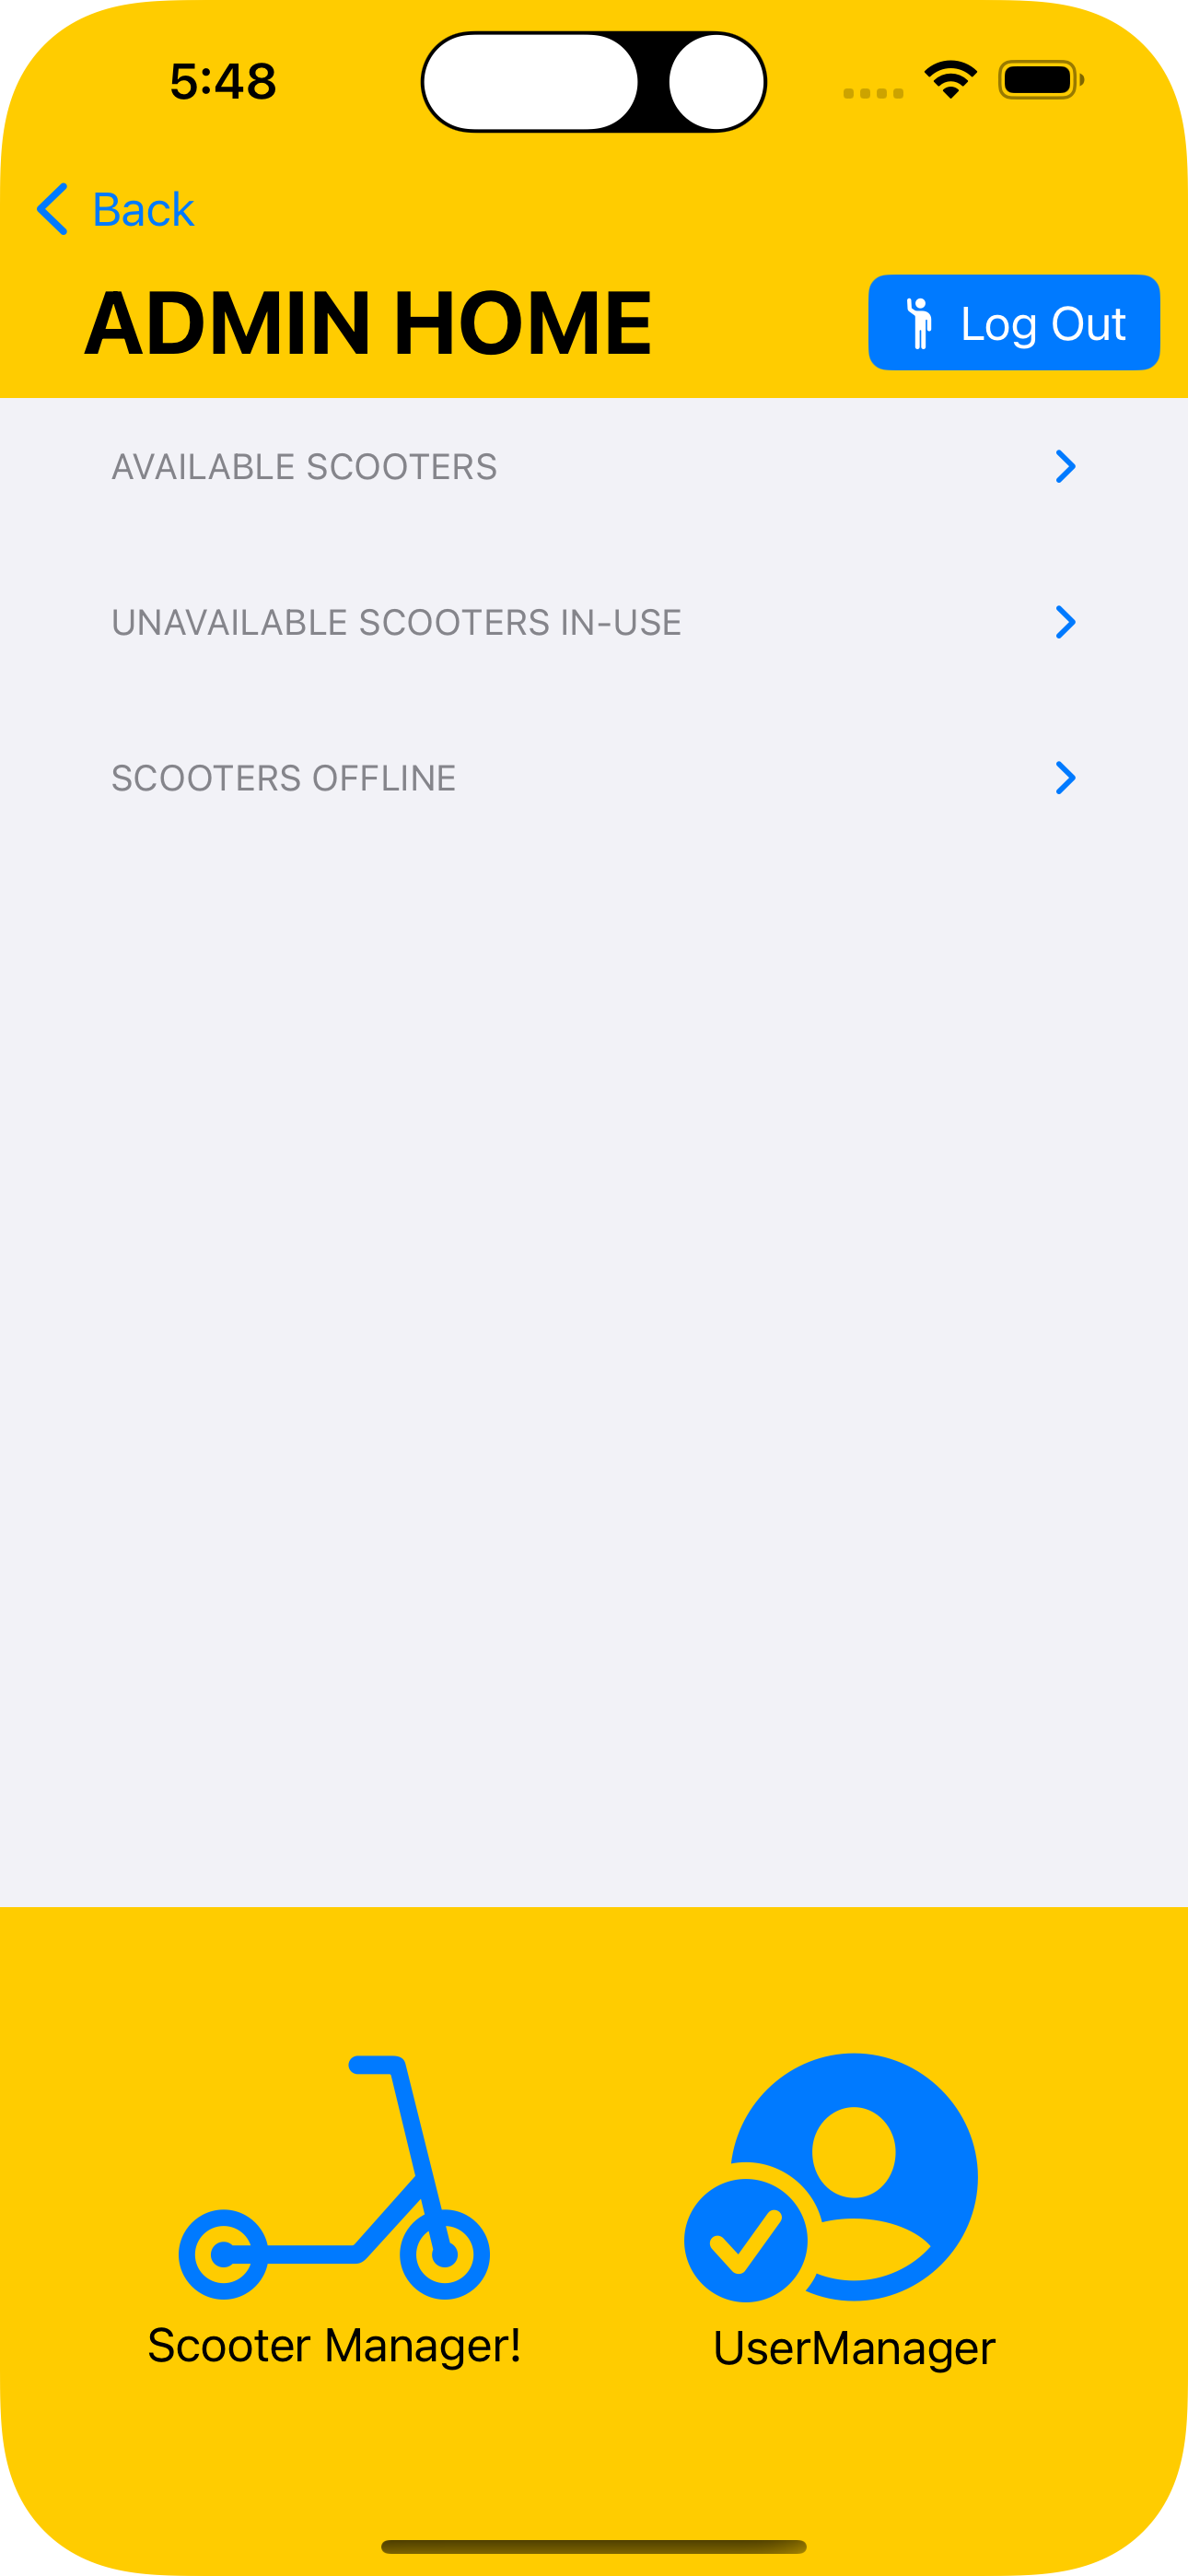 5:48
Back
ADMIN HOME
Log Out
AVAILABLE SCOOTERS
UNAVAILABLE SCOOTERS IN-USE
SCOOTERS OFFLINE
Scooter Manager!
UserManager